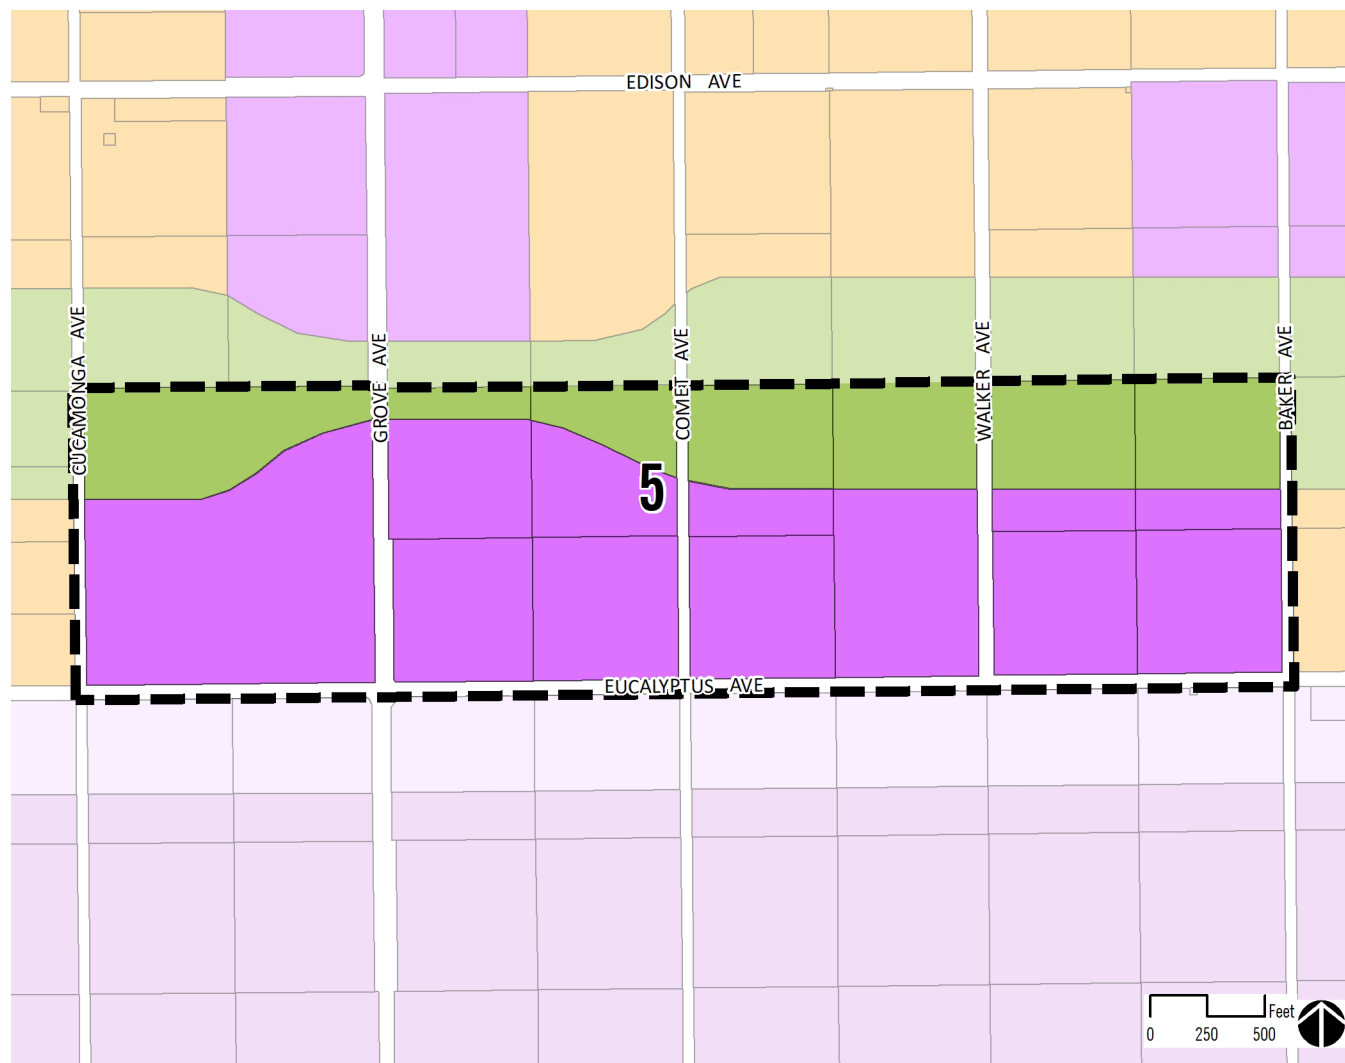 EDISON AVE
CUCAMONGA AVE
GROVE AVE
COMET AVE
WALKER AVE
BAKER AVE
5
EUCALYPTUS AVE
Feet
0 250 500